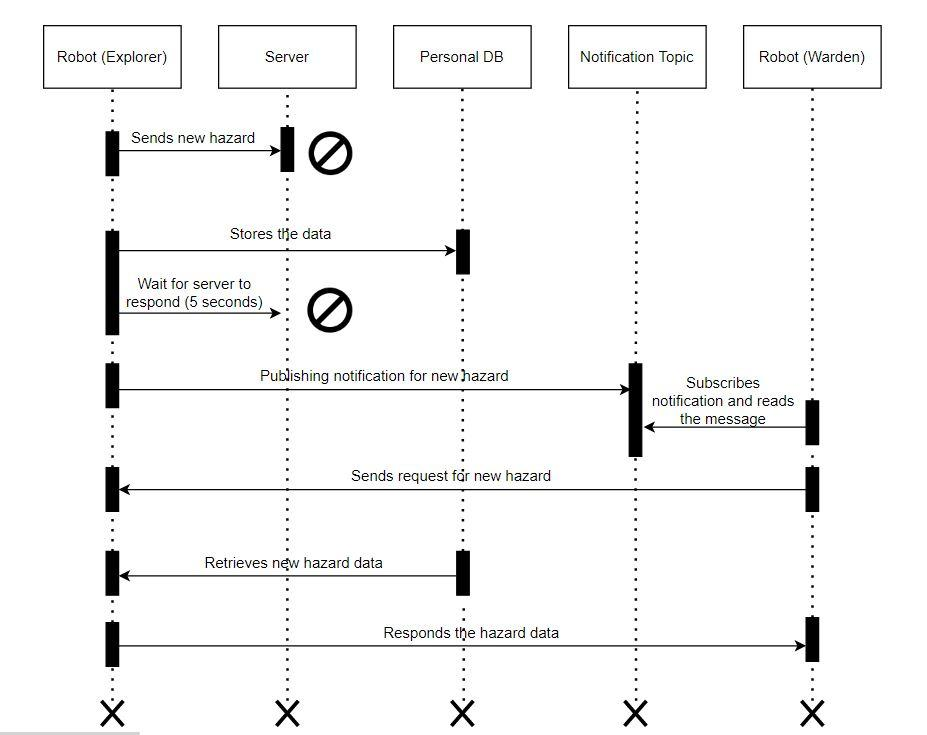 Robot (Explorer)
Server
Personal DB
Notification Topic
Robot (Warden)
Sends new hazard
Stores the data
Wait for server to
respond (5 seconds)
Publishing notification for new hazard
Subscribes
notification and reads
the message
Sends request for new hazard
Retrieves new hazard data
Responds the hazard data